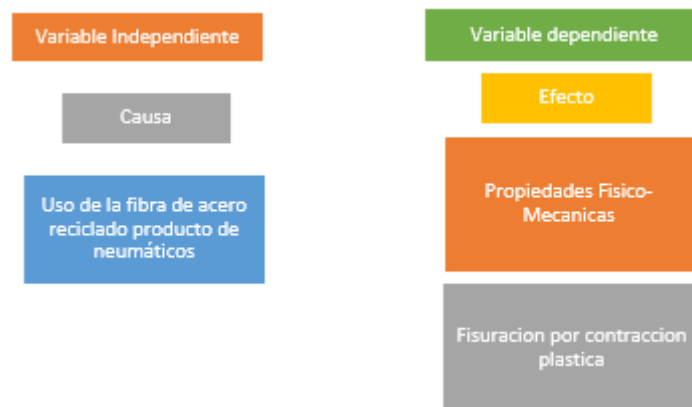 Variable Independiente
Causa
Uso de la fibra de acero
reciclado producto de
neumáticos
Variable dependiente
Efecto
Propiedades Fisico-
Mecanicas
Fisuracion por contraccion
plastica